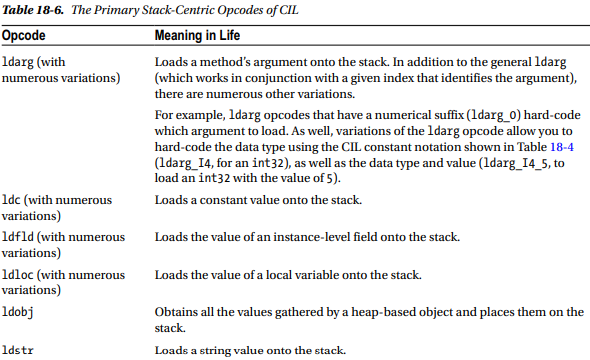 Table 18-6. The Primary Stack-Centric Opcodes of CIL
Opcode Meaning in Life
ldarg (with numerous variations) Loads a method's argument onto the stack. In addition to the general ldarg
(which works in conjunction with a given index that identifies the argument),
there are numerous other variations.
For example, ldarg opcodes that have a numerical suffix (ldarg_0) hard-code
which argument to load. As well, variations of the ldarg opcode allow you to
hard-code the data type using the CIL constant notation shown in Table 18-4
(ldarg_I4, for an int32), as well as the data type and value (ldarg_I4_5, to
load an int32 with the value of 5).
ldc (with numerous variations) Loads a constant value onto the stack.
ldfld (with numerous variations) Loads the value of an instance-level field onto the stack.
ldloc (with numerous variations) Loads the value of a local variable onto the stack.
ldobj Obtains all the values gathered by a heap-based object and places them on the
stack.
ldstr Loads a string value onto the stack.